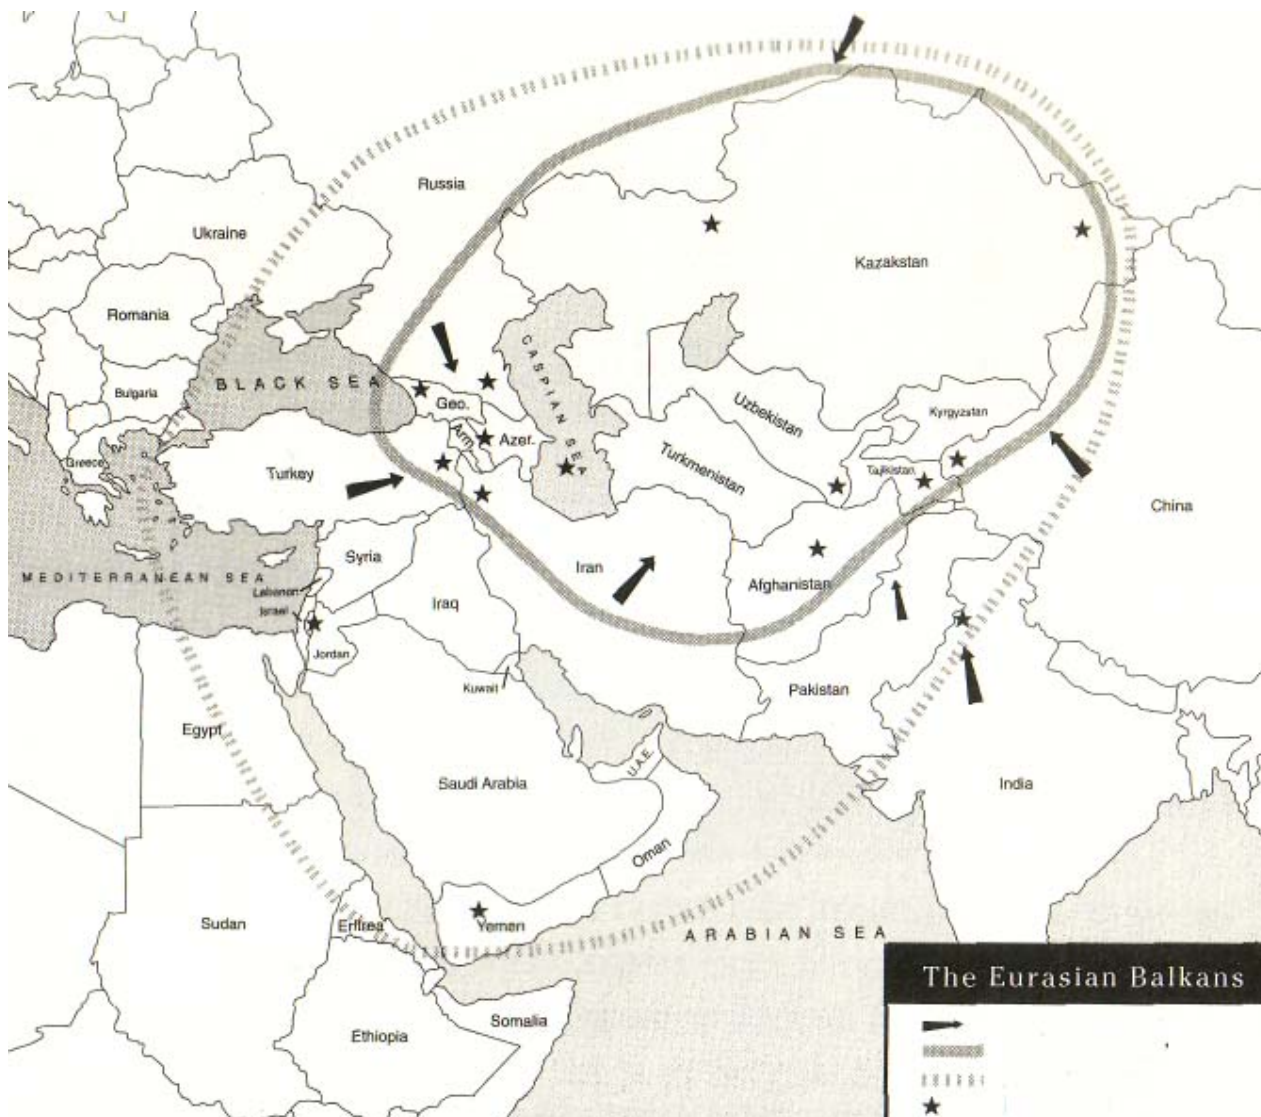 Russia
Ukraine
Kazakstan
Romania
CASPIAN SEA
BLACK SEA
Bulgaria
Geo.
Uzbekistan
Kyrgyzstan
Arm.
Azer.
Greece
Turkey
Turkmenistan
Tajikistan
China
Syria
Iran
MEDITERRANEAN SEA
Lebanon
Afghanistan
Israel
Iraq
Jordan
Kuwait
Pakistan
Egypt
U.A.E.
Saudi Arabia
India
Oman
Sudan
Eritrea
Yemen
ARABIAN SEA
The Eurasian Balkans
Somalia
Ethiopia